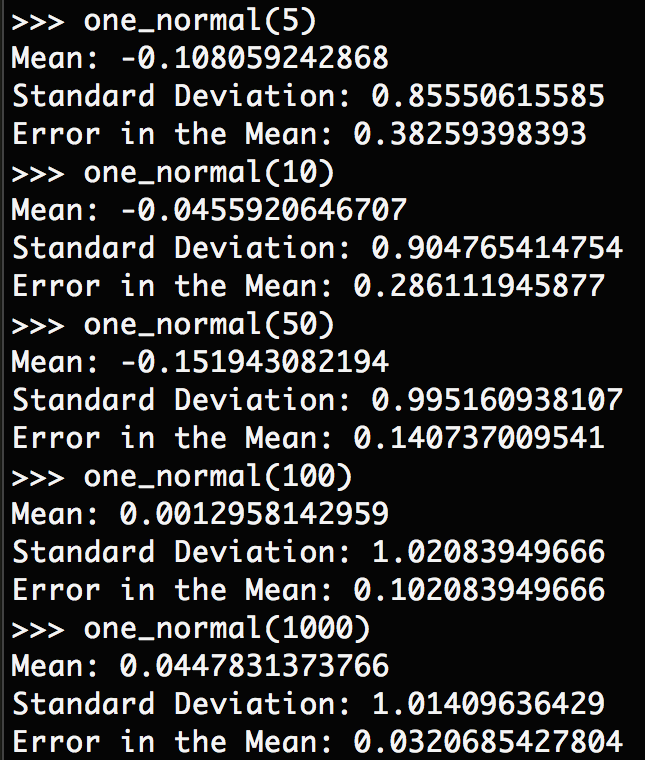 >>> one_normal(5)
Mean: -0.108059242868
Standard Deviation: 0.85550615585
Error in the Mean: 0.38259398393
>>> one_normal(10)
Mean: -0.0455920646707
Standard Deviation: 0.904765414754
Error in the Mean: 0.286111945877
>>> one_normal(50)
Mean: -0.151943082194
Standard Deviation: 0.995160938107
Error in the Mean: 0.140737009541
>>> one_normal(100)
Mean: 0.0012958142959
Standard Deviation: 1.02083949666
Error in the Mean: 0.102083949666
>>> one_normal(1000)
Mean: 0.0447831373766
Standard Deviation: 1.01409636429
Error in the Mean: 0.0320685427804